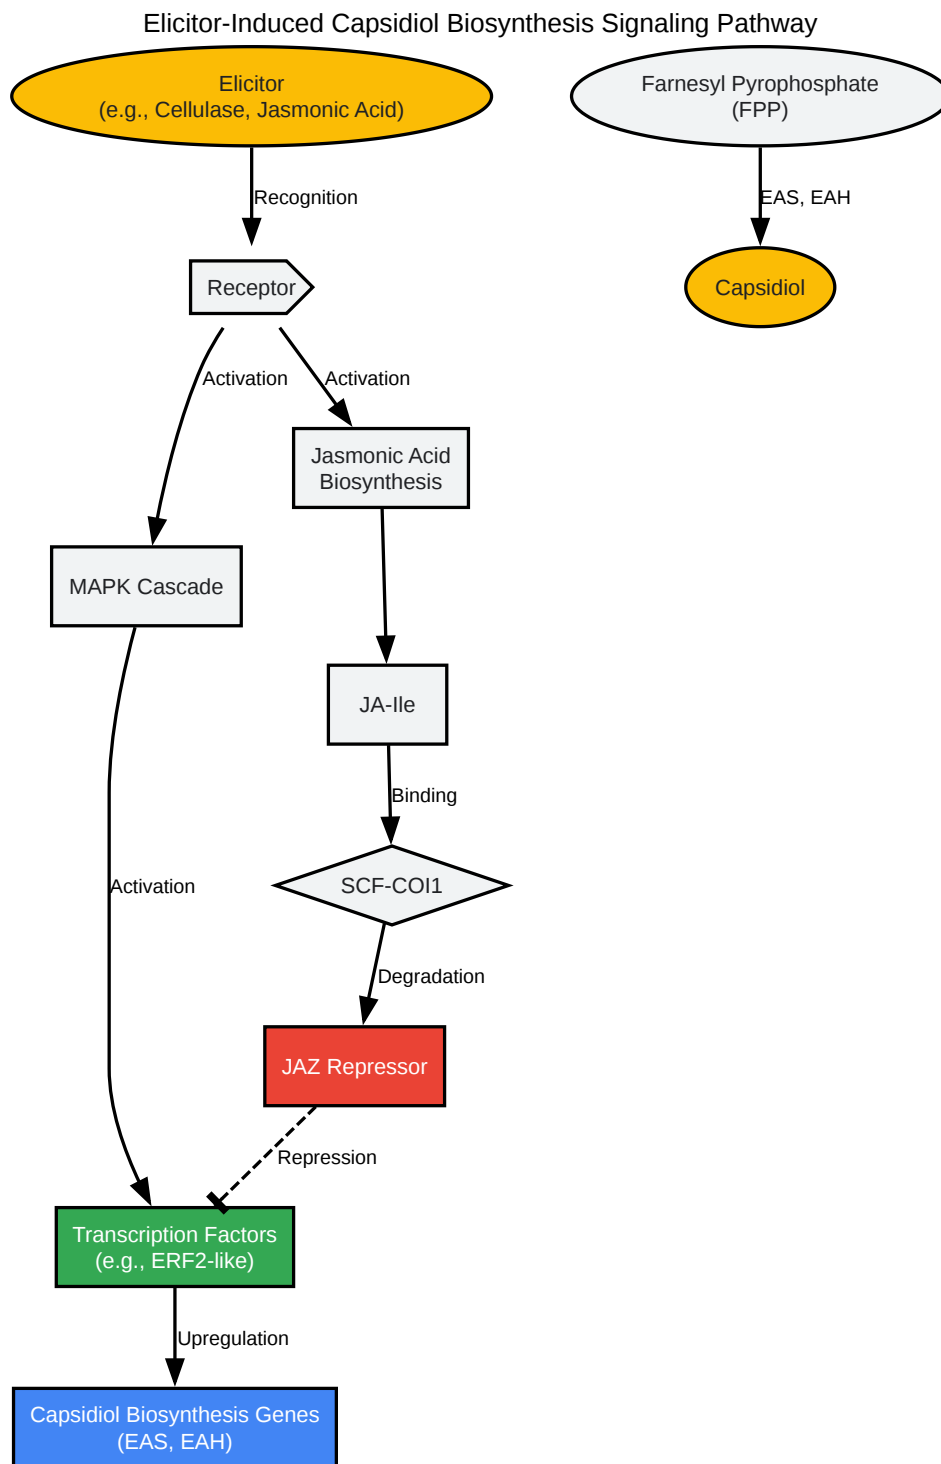 Elicitor-Induced Capsidiol Biosynthesis Signaling Pathway
Elicitor
(e.g., Cellulase, Jasmonic Acid)
Farnesyl Pyrophosphate
(FPP)
Recognition
EAS, EAH
Receptor
Capsidiol
Activation
Activation
Jasmonic Acid
Biosynthesis
MAPK Cascade
JA-Ile
Binding
SCF-COI1
Activation
Degradation
JAZ Repressor
Repression
Transcription Factors
(e.g., ERF2-like)
Upregulation
Capsidiol Biosynthesis Genes
(EAS, EAH)